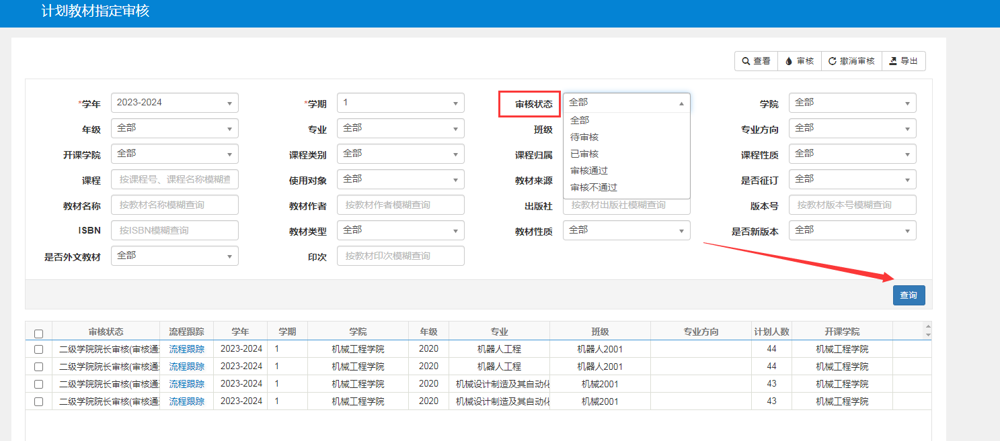 计划教材指定审核
查看 审核 撤消审核 导出
*学年 2023-2024 *学期 1 审核状态 全部 学院 全部
全部
年级 全部 专业 全部 班级 专业方向 全部
待审核
开课学院 全部 课程类别 全部 课程归属 已审核 课程性质 全部
审核通过
课程 按课程号、课程名称模糊查 使用对象 全部 教材来源 审核不通过 是否征订 全部
教材名称 按教材名称模糊查询 教材作者 按教材作者模糊查询 出版社 按教材出版社模糊查询 版本号 按教材版本号模糊查询
ISBN 按ISBN模糊查询 教材类型 全部 教材性质 全部 是否新版本 全部
是否外文教材 全部 印次 按教材印次模糊查询
查询
审核状态 流程跟踪 学年 学期 学院 年级 专业 班级 专业方向 计划人数 开课学院
二级学院院长审核(审核通 流程跟踪 2023-2024 1 机械工程学院 2020 机器人工程 机器人2001 44 机械工程学院
二级学院院长审核(审核通 流程跟踪 2023-2024 1 机械工程学院 2020 机器人工程 机器人2001 44 机械工程学院
二级学院院长审核(审核通 流程跟踪 2023-2024 1 机械工程学院 2020 机械设计制造及其自动化 机械2001 43 机械工程学院
二级学院院长审核(审核通 流程跟踪 2023-2024 1 机械工程学院 2020 机械设计制造及其自动化 机械2001 43 机械工程学院